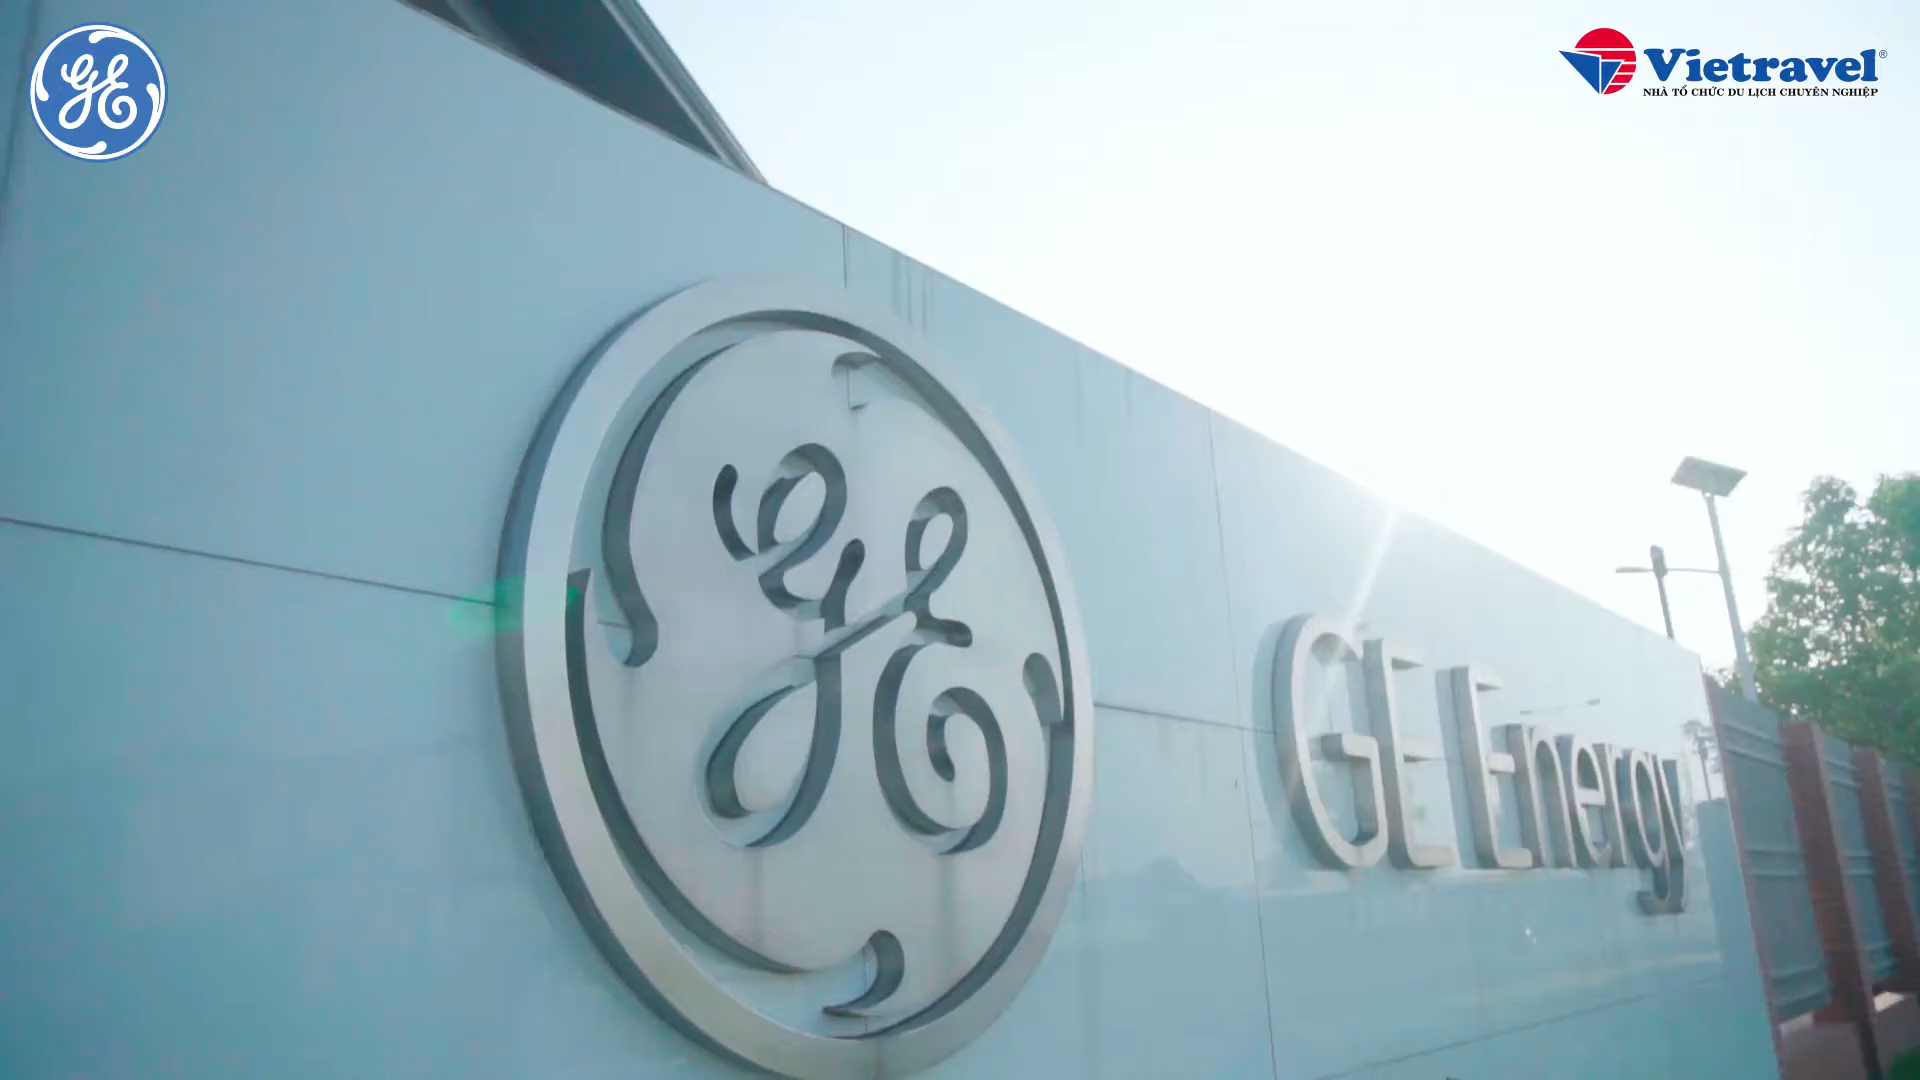 GE
Vietravel®
NHÀ TỔ CHỨC DU LỊCH CHUYÊN NGHIỆP
GE
GE Energy